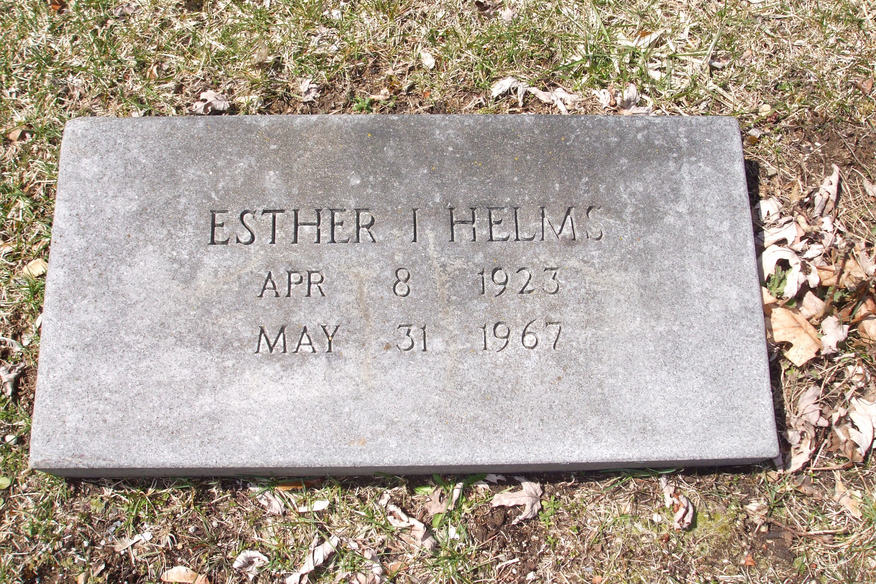 ESTHER I HELMS
APR 8 1923
MAY 31 1967